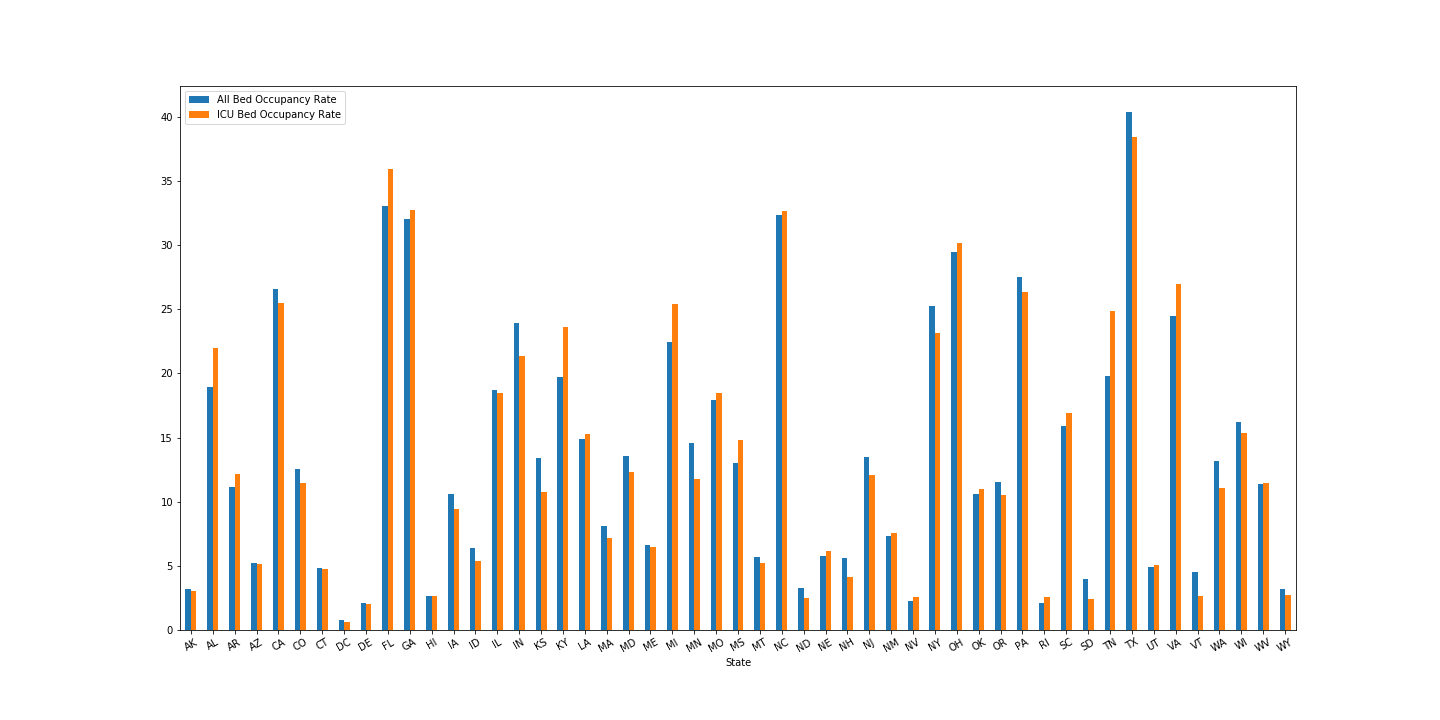 All Bed Occupancy Rate
ICU Bed Occupancy Rate
40
35
30
25
20
15
10
5
0
AK AL AR AZ CA CO CT DC DE FL GA HI IA ID IL IN KS KY LA MA MD ME MI MN MO MS MT NC ND NE NH NJ NM NV NY OH OK OR PA RI SC SD TN TX UT VA VT WA WI WV WY
State